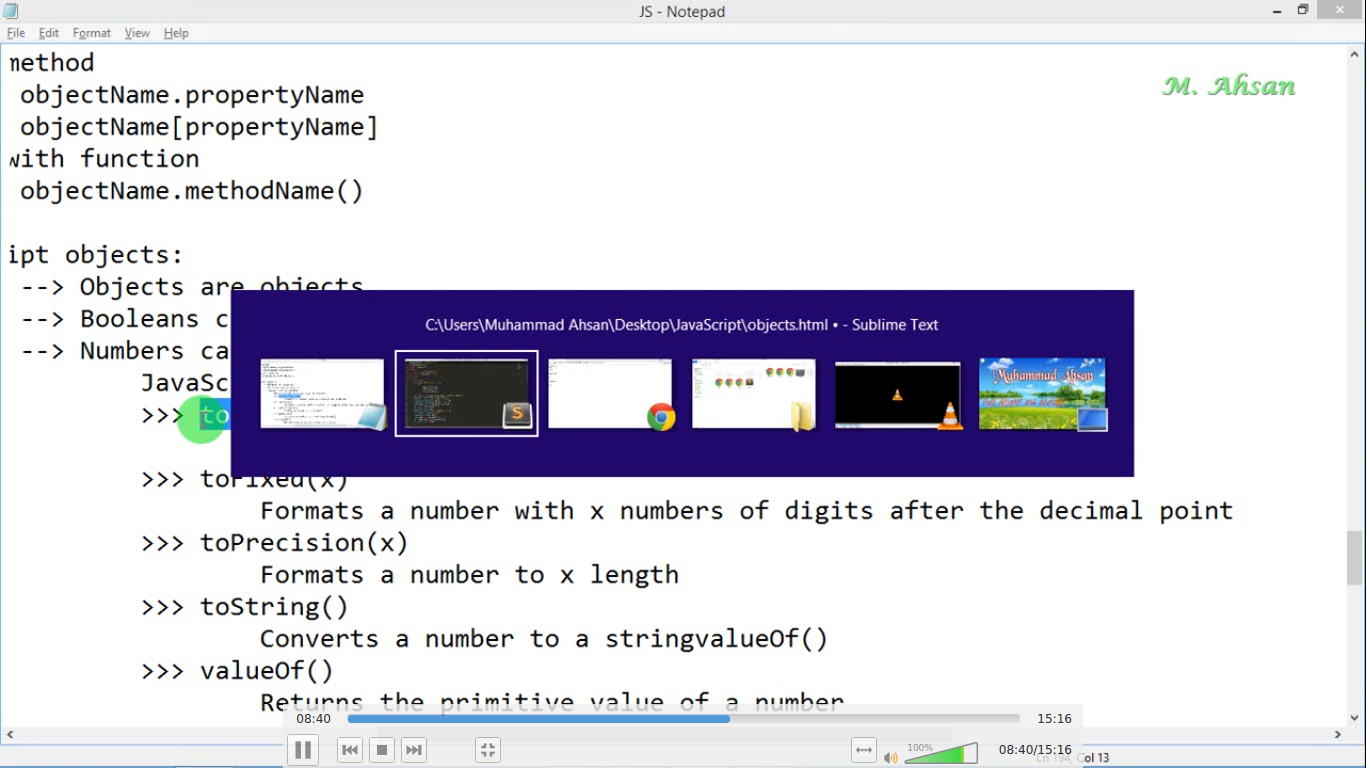 JS - Notepad
File Edit Format View Help
method
objectName.propertyName
objectName[propertyName]
with function
objectName.methodName()
M. Ahsan
ipt objects:
--> Objects are objects
--> Booleans c
--> Numbers ca
JavaSc
>>> to
C:\Users\Muhammad Ahsan\Desktop\JavaScript\objects.html • - Sublime Text
Muhammad Ahsan
>>> toFixed(x)
Formats a number with x numbers of digits after the decimal point
>>> toPrecision(x)
Formats a number to x length
>>> toString()
Converts a number to a stringvalueOf()
>>> valueOf()
Returns the primitive value of a number
08:40 15:16
100% 08:40/15:16
Ln 194, Col 13